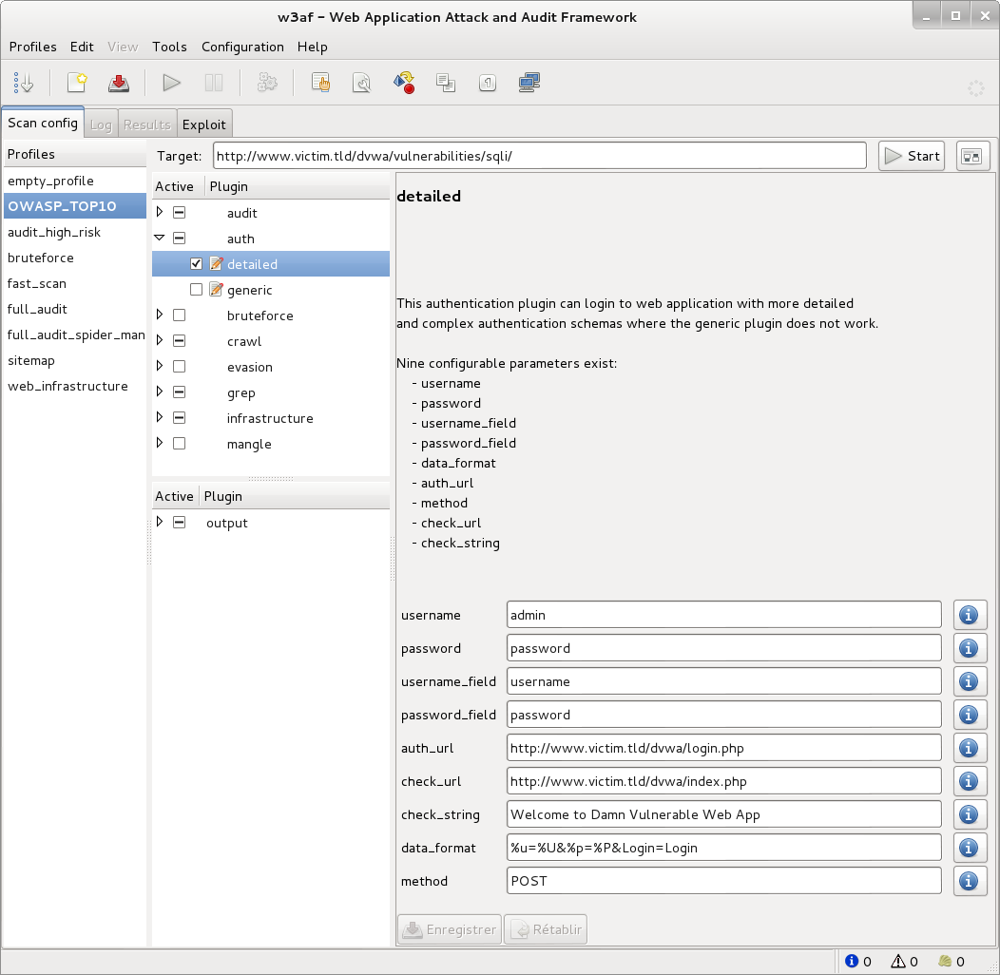 w3af - Web Application Attack and Audit Framework
Profiles Edit View Tools Configuration Help
Scan config Log Results Exploit
Profiles
empty_profile
OWASP_TOP10
audit_high_risk
bruteforce
fast_scan
full_audit
full_audit_spider_man
sitemap
web_infrastructure
Target: http://www.victim.tld/dvwa/vulnerabilities/sqli/ Start
Active Plugin
audit
auth
detailed
generic
bruteforce
crawl
evasion
grep
infrastructure
mangle
Active Plugin
output
detailed
This authentication plugin can login to web application with more detailed
and complex authentication schemas where the generic plugin does not work.
Nine configurable parameters exist:
- username
- password
- username_field
- password_field
- data_format
- auth_url
- method
- check_url
- check_string
username admin
password password
username_field username
password_field password
auth_url http://www.victim.tld/dvwa/login.php
check_url http://www.victim.tld/dvwa/index.php
check_string Welcome to Damn Vulnerable Web App
data_format %u=%U&%p=%P&Login=Login
method POST
Enregistrer Rétablir
0 0 0